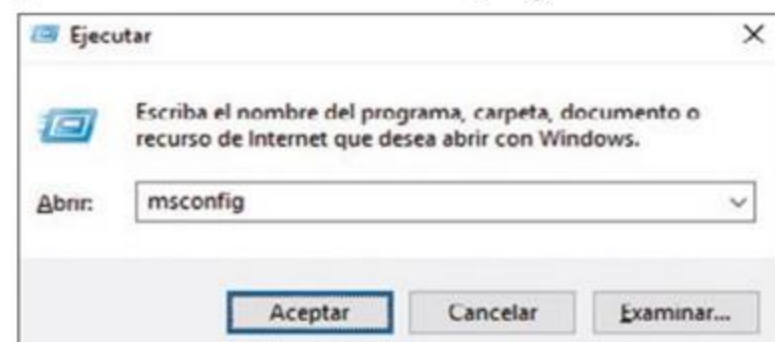 Ejecutar
Escriba el nombre del programa, carpeta, documento o
recurso de Internet que desea abrir con Windows.
Abrir:
msconfig
Aceptar
Cancelar
Examinar...